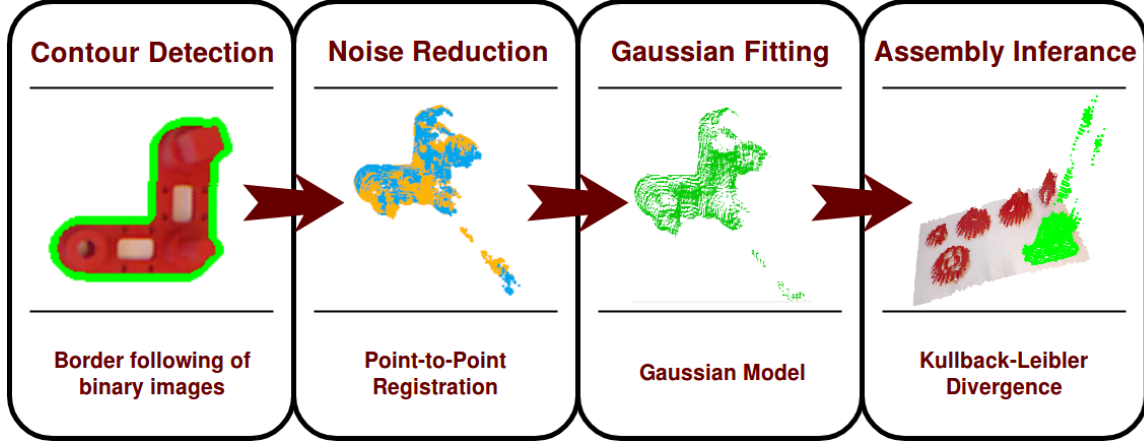 Contour Detection
Noise Reduction
Gaussian Fitting
Assembly Inferance
Border following of
binary images
Point-to-Point
Registration
Gaussian Model
Kullback-Leibler
Divergence